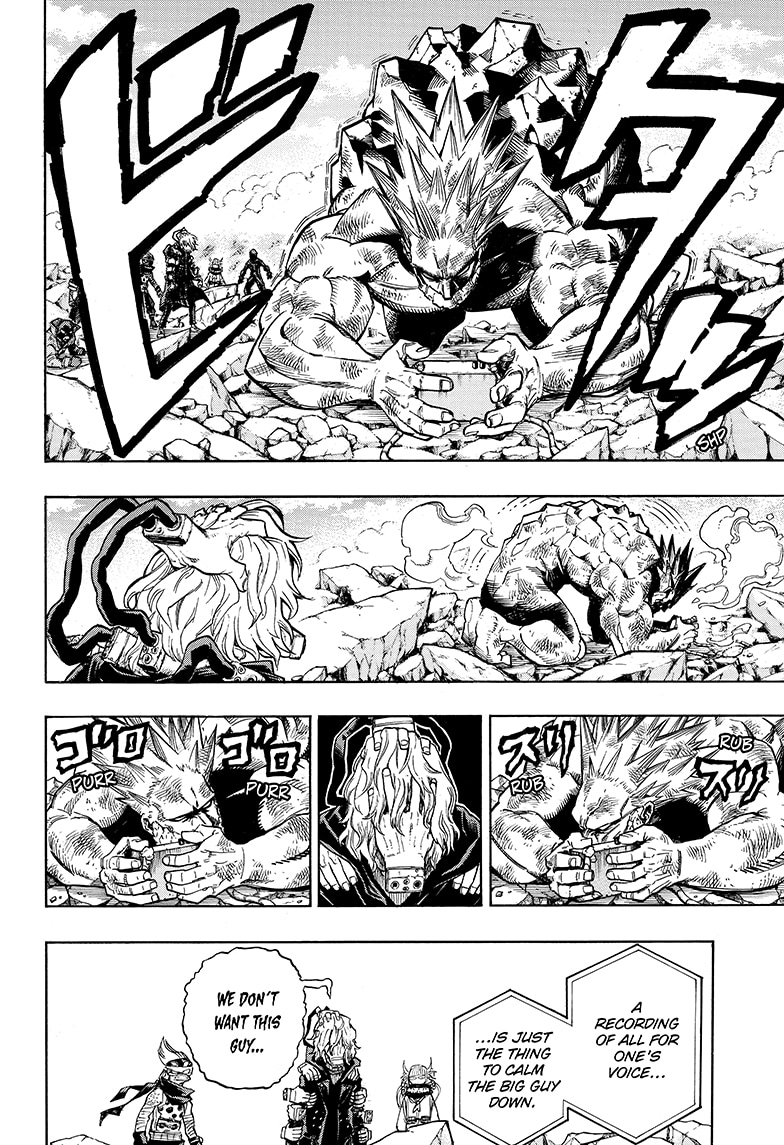 ビタッ
SHP
スリ
RUB
スリ
RUB
ゴロ
PURR
ゴロ
PURR
A
RECORDING
OF ALL FOR
ONE'S
VOICE...
...IS JUST
THE THING
TO CALM
THE BIG GUY
DOWN.
WE DON'T
WANT THIS
GUY...